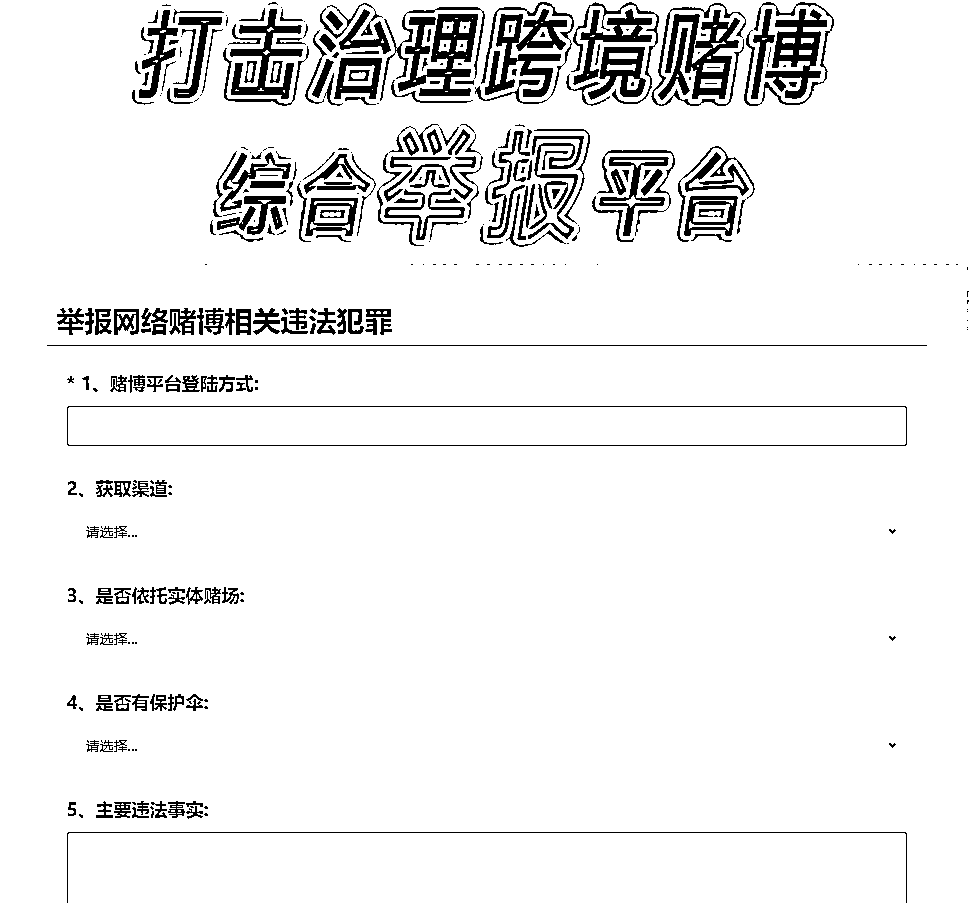 打击治理跨境赌博
综合举报平台
举报网络赌博相关违法犯罪
* 1、赌博平台登陆方式:
2、获取渠道:
请选择...
3、是否依托实体赌场:
请选择...
4、是否有保护伞:
请选择...
5、主要违法事实: